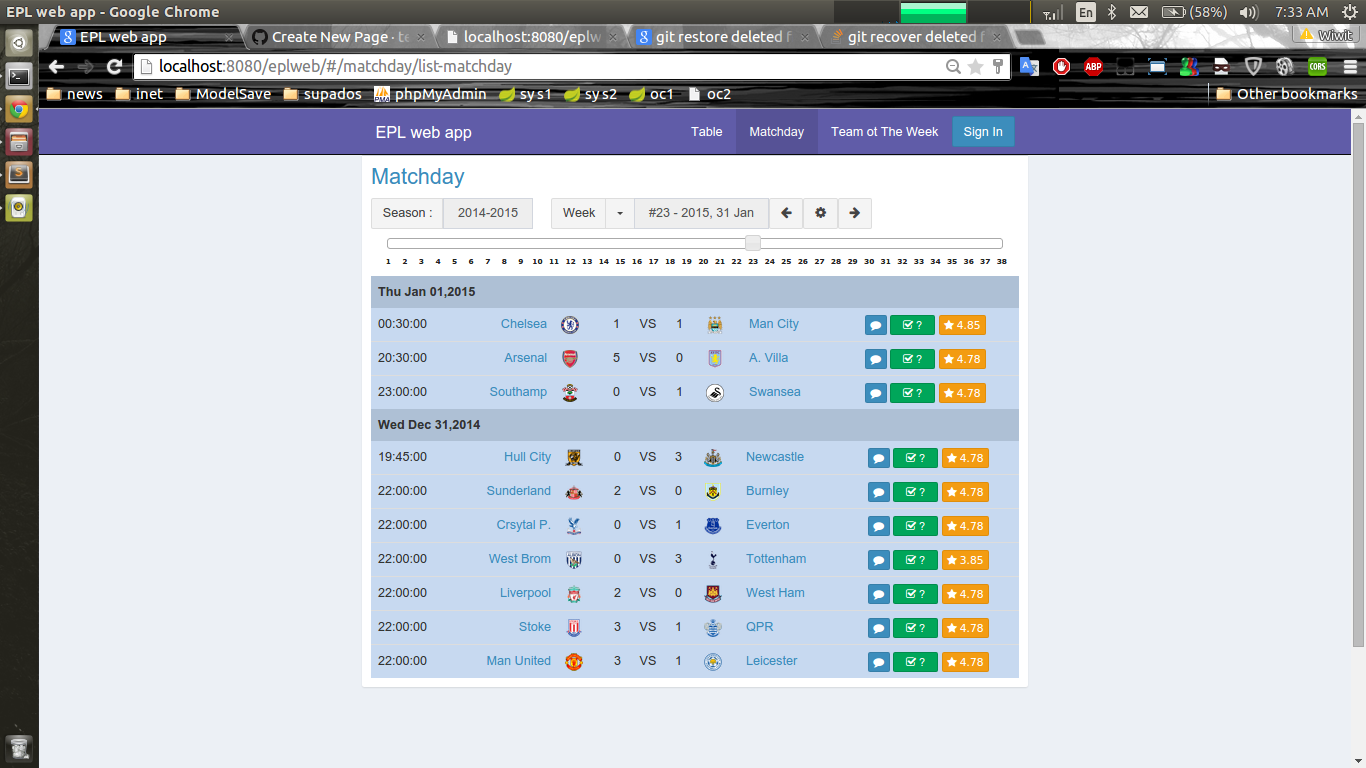 EPL web app - Google Chrome
En (58%) 7:33 AM
EPL web app Create New Page · te localhost:8080/eplw git restore deleted f git recover deleted f Wiwit
localhost:8080/eplweb/#/matchday/list-matchday ABP CORS
news inet ModelSave supados phpMyAdmin sys1 sys2 oc1 oc2 Other bookmarks
EPL web app Table Matchday Team of The Week Sign In
Matchday
Season : 2014-2015 Week #23 - 2015, 31 Jan
1 2 3 4 5 6 7 8 9 10 11 12 13 14 15 16 17 18 19 20 21 22 23 24 25 26 27 28 29 30 31 32 33 34 35 36 37 38
Thu Jan 01,2015
00:30:00 Chelsea 1 VS 1 Man City ? 4.85
20:30:00 Arsenal 5 VS 0 A. Villa ? 4.78
23:00:00 Southamp 0 VS 1 Swansea ? 4.78
Wed Dec 31,2014
19:45:00 Hull City 0 VS 3 Newcastle ? 4.78
22:00:00 Sunderland 2 VS 0 Burnley ? 4.78
22:00:00 Crsytal P. 0 VS 1 Everton ? 4.78
22:00:00 West Brom 0 VS 3 Tottenham ? 3.85
22:00:00 Liverpool 2 VS 0 West Ham ? 4.78
22:00:00 Stoke 3 VS 1 QPR ? 4.78
22:00:00 Man United 3 VS 1 Leicester ? 4.78